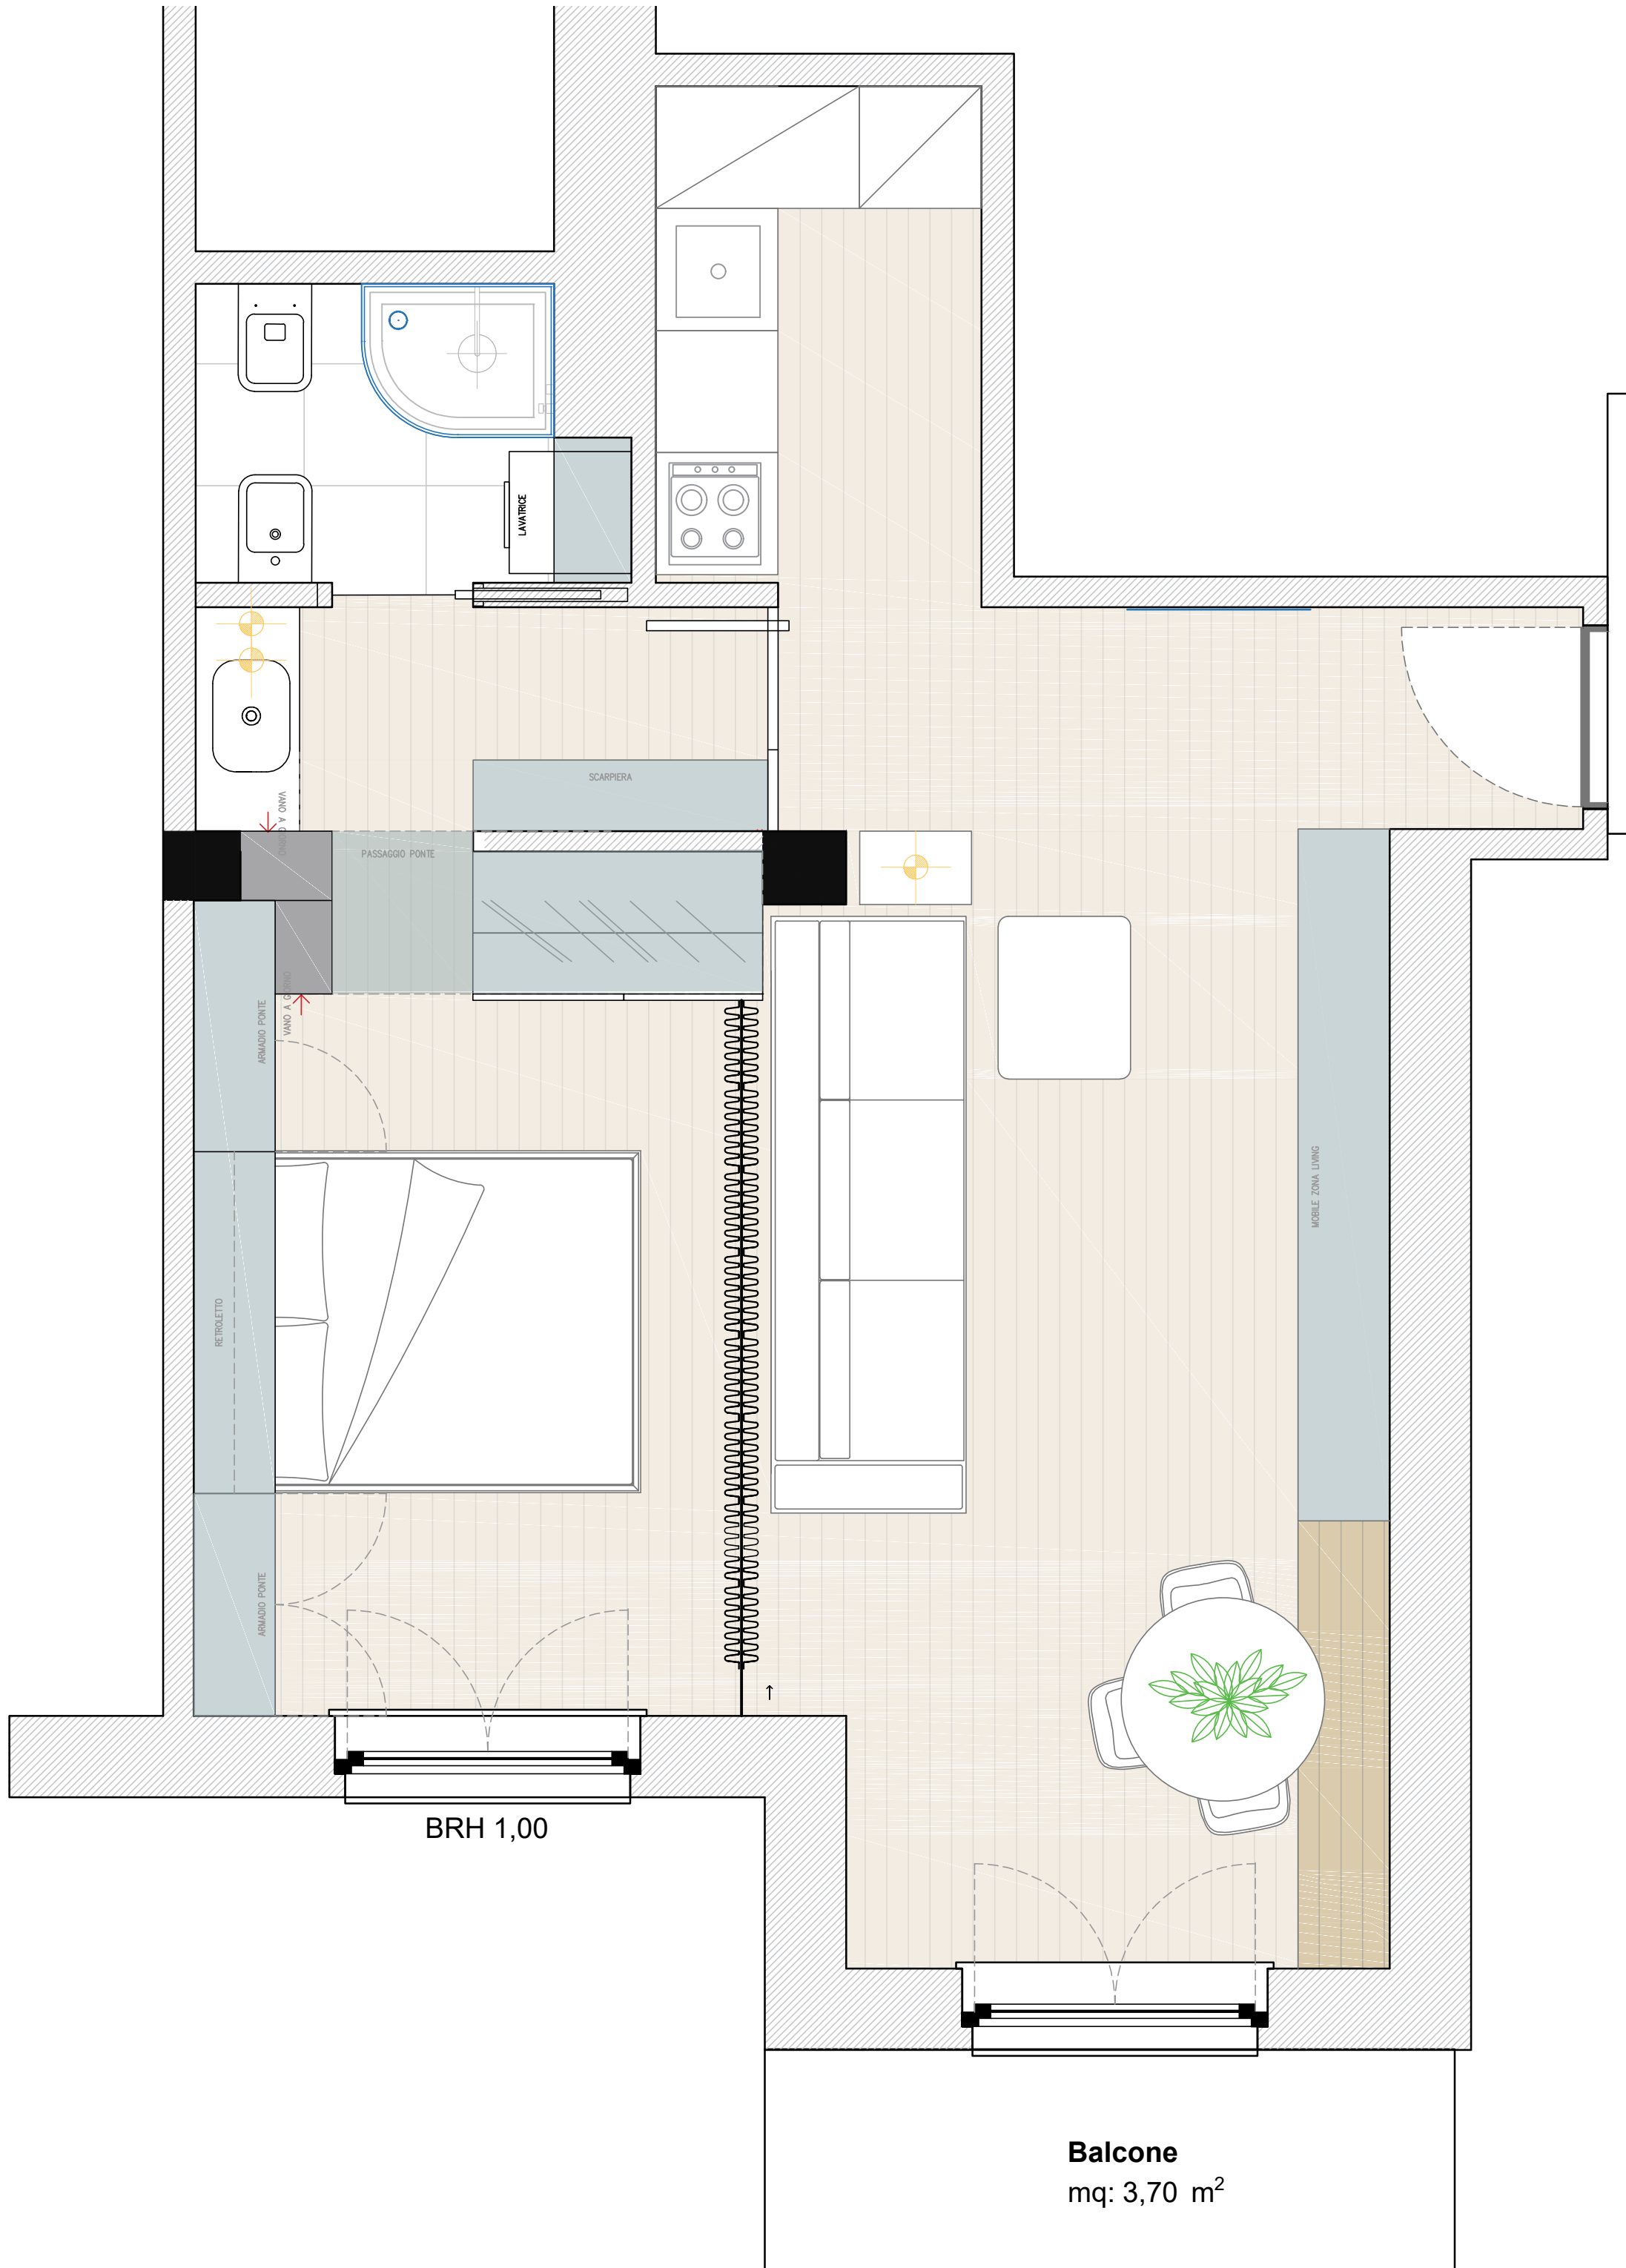 LAVATRICE
SCARPIERA
VANO A GIORNO
PASSAGGIO PONTE
ARMADIO PONTE
VANO A GIORNO
MOBILE ZONA LIVING
RETROLETTO
ARMADIO PONTE
BRH 1,00
Balcone
mq: 3,70 m²